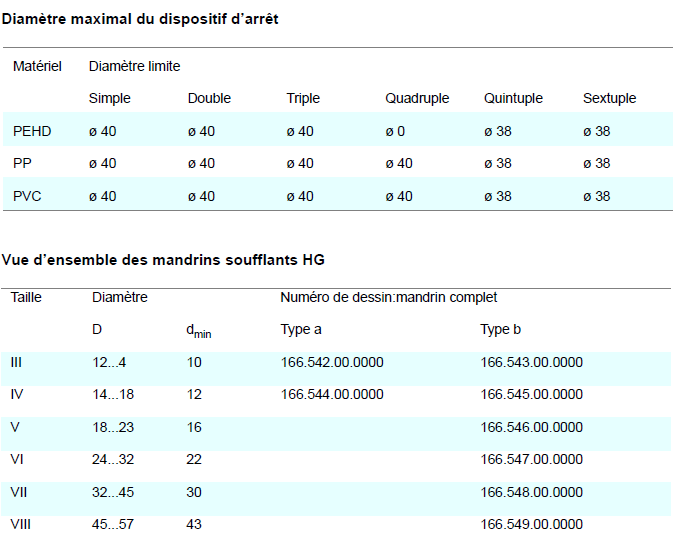 Diamètre maximal du dispositif d’arrêt
Matériel Diamètre limite
Simple Double Triple Quadruple Quintuple Sextuple
PEHD ø 40 ø 40 ø 40 ø 0 ø 38 ø 38
PP ø 40 ø 40 ø 40 ø 40 ø 38 ø 38
PVC ø 40 ø 40 ø 40 ø 40 ø 38 ø 38
Vue d’ensemble des mandrins soufflants HG
Taille Diamètre Numéro de dessin:mandrin complet
D dmin Type a Type b
III 12...4 10 166.542.00.0000 166.543.00.0000
IV 14...18 12 166.544.00.0000 166.545.00.0000
V 18...23 16 166.546.00.0000
VI 24...32 22 166.547.00.0000
VII 32...45 30 166.548.00.0000
VIII 45...57 43 166.549.00.0000